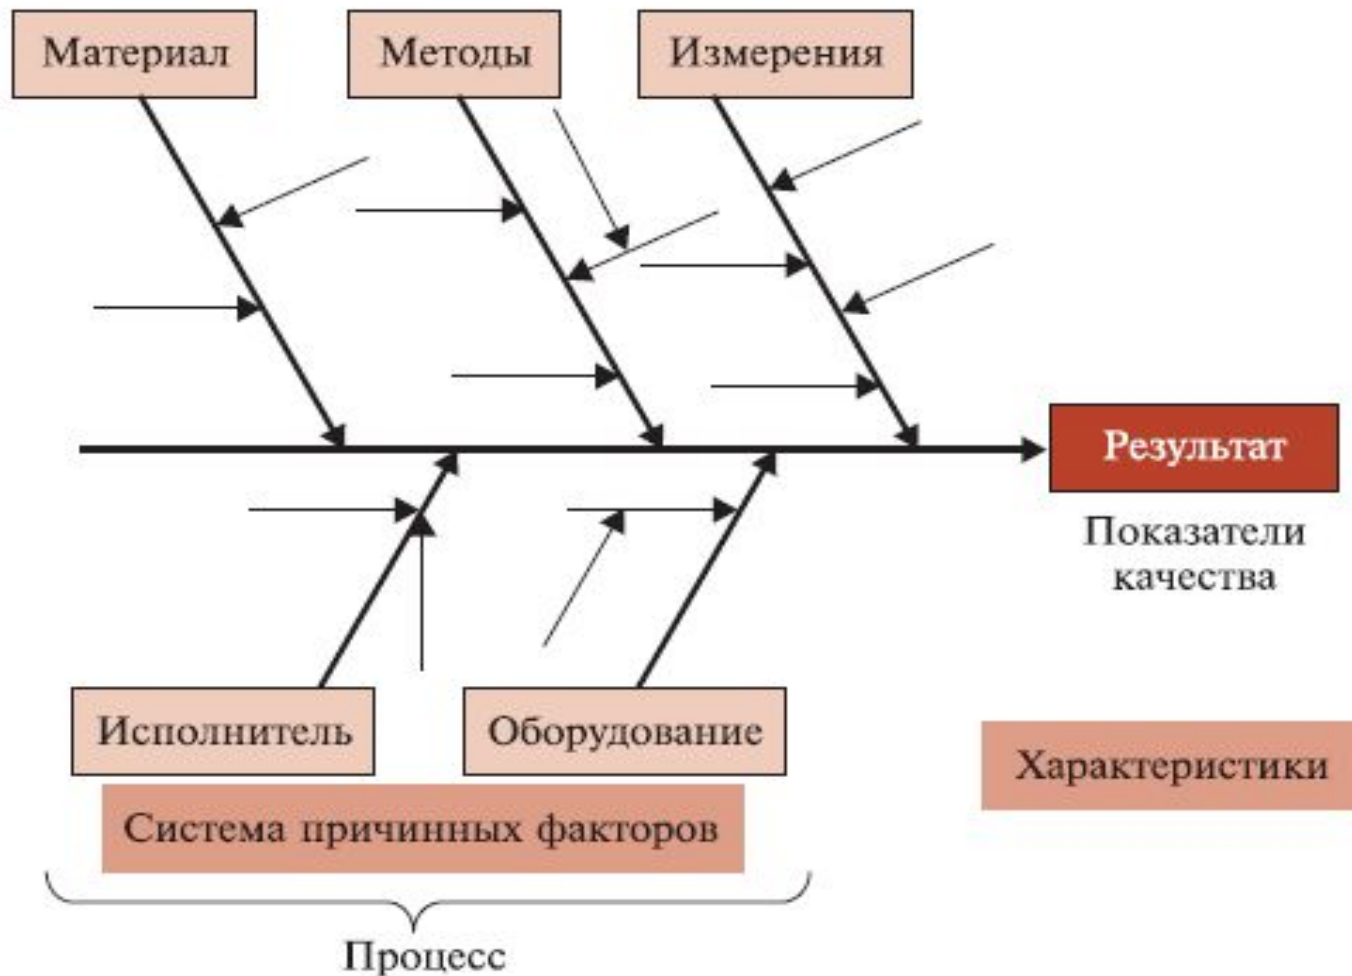 Материал
Методы
Измерения
Результат
Показатели
качества
Исполнитель
Оборудование
Характеристики
Система причинных факторов
Процесс